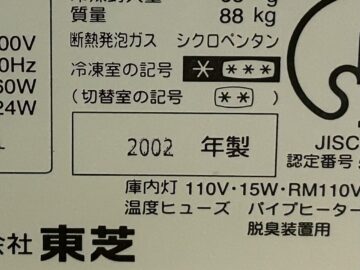 質量 88 kg
断熱発泡ガス シクロペンタン
冷凍室の記号 * ***
(切替室の記号 **)
00V
0Hz
60W
24W
2002 年製
JISC
認定番号
庫内灯 110V・15W・RM110V
温度ヒューズ パイプヒーター
脱臭装置用
会社 東芝